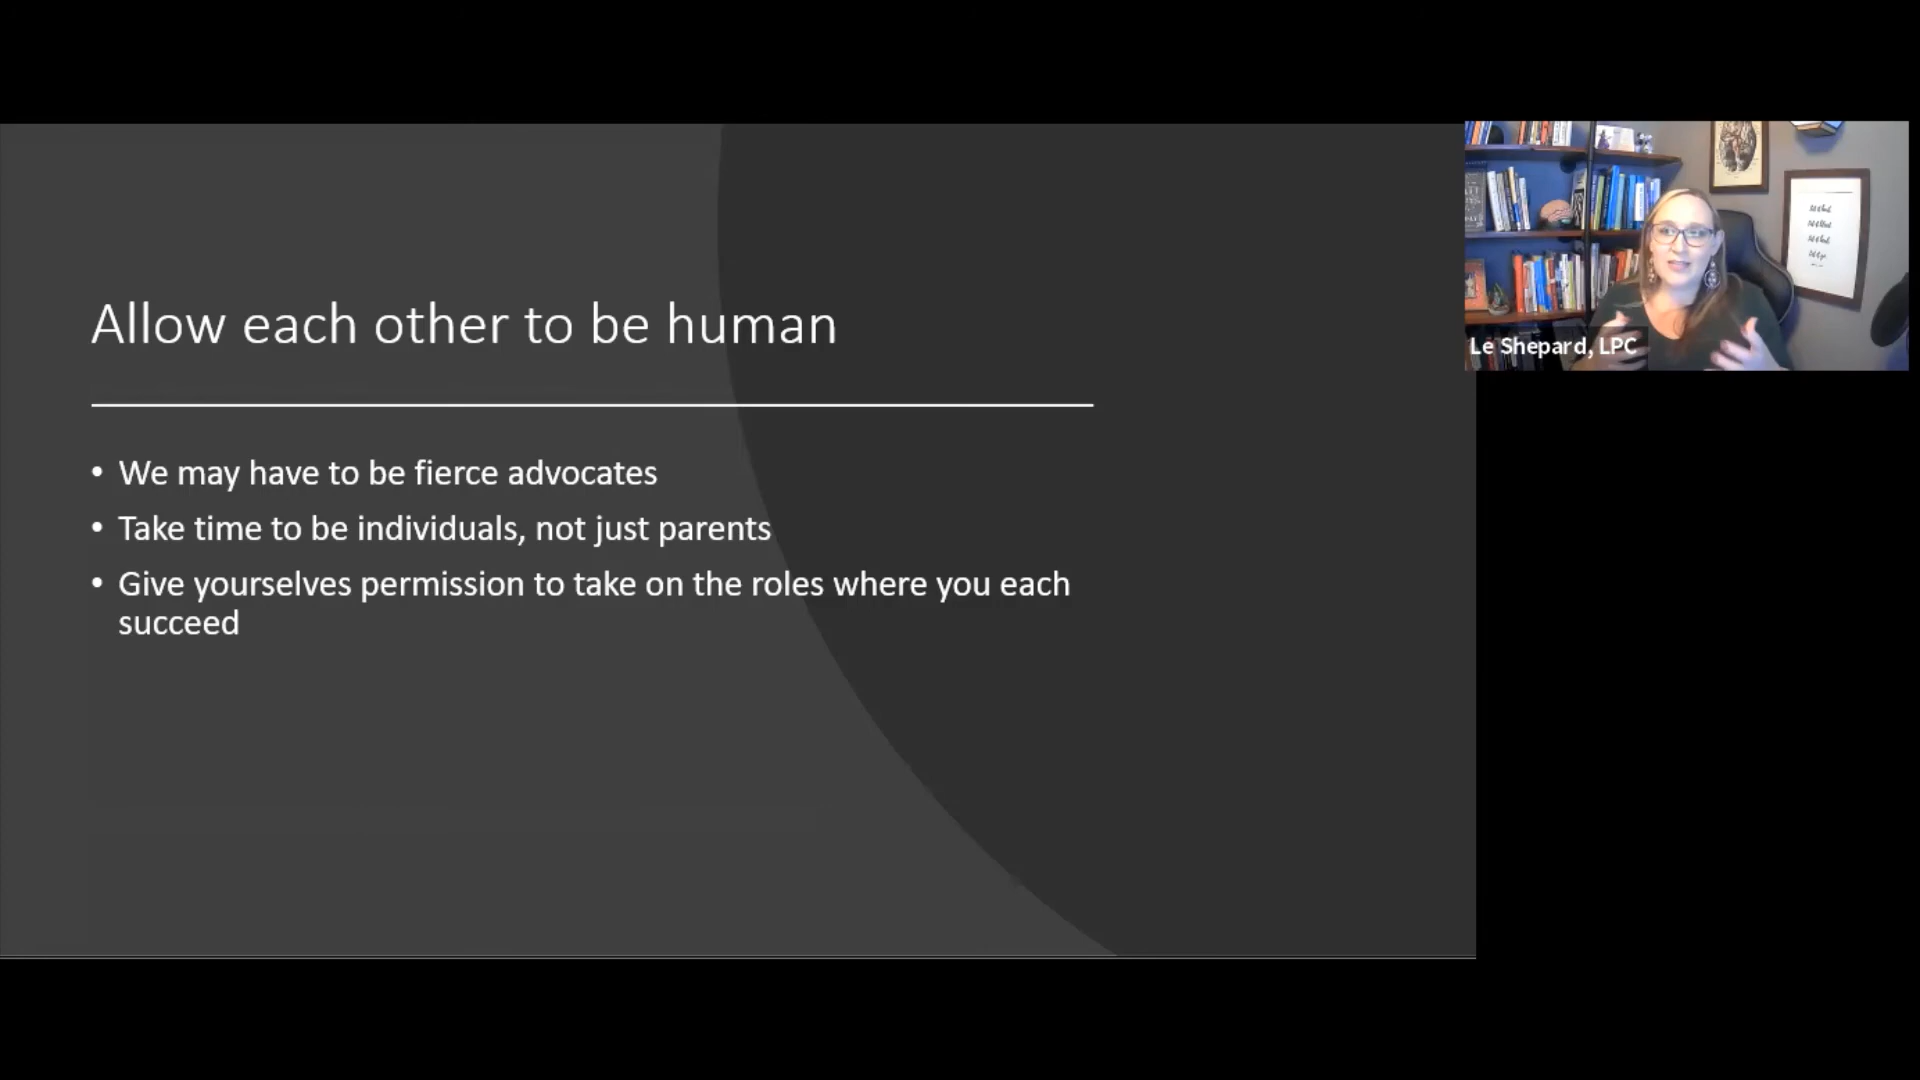 Allow each other to be human
• We may have to be fierce advocates
• Take time to be individuals, not just parents
• Give yourselves permission to take on the roles where you each
succeed
Le Shepard, LPC